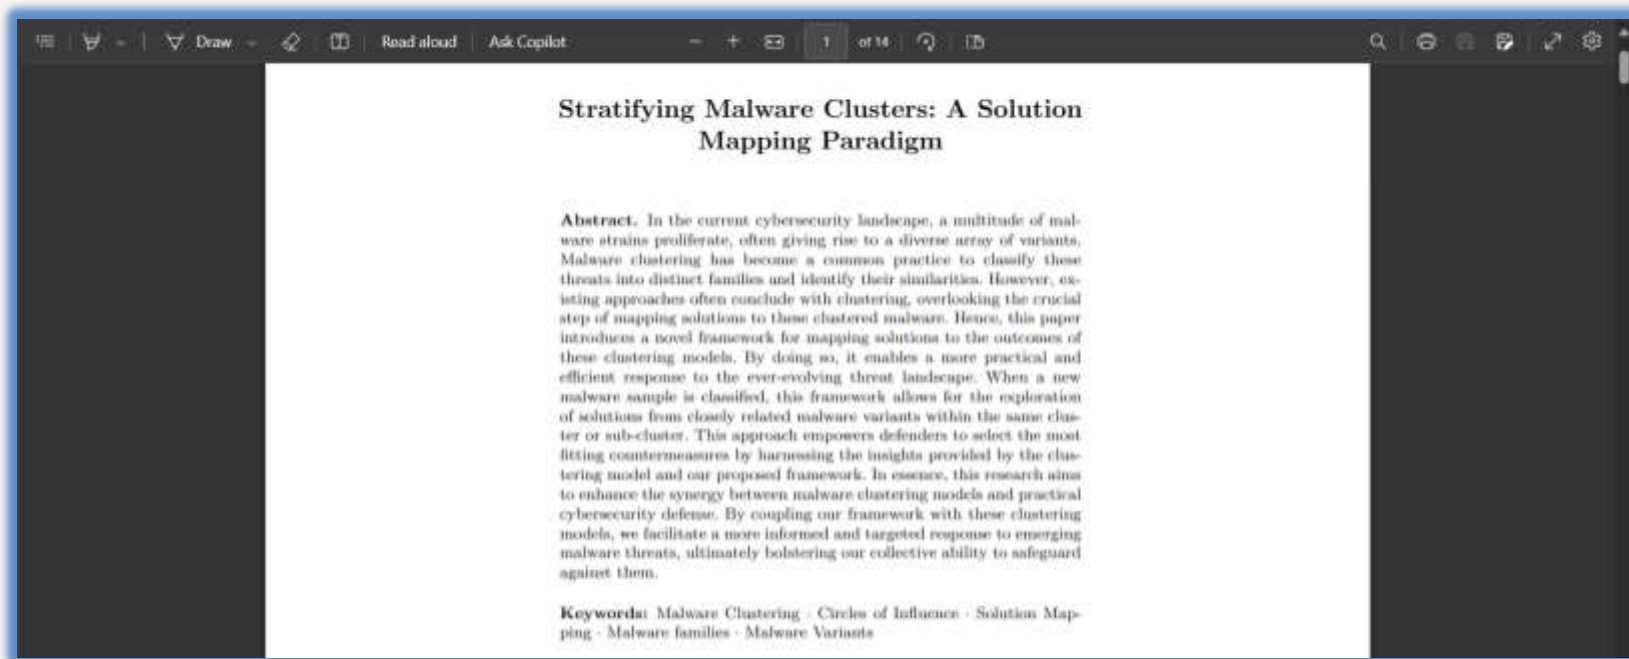 Draw Read aloud Ask Copilot 1 of 14
Stratifying Malware Clusters: A Solution
Mapping Paradigm
Abstract. In the current cybersecurity landscape, a multitude of mal-
ware strains proliferate, often giving rise to a diverse array of variants.
Malware clustering has become a common practice to classify these
threats into distinct families and identify their similarities. However, ex-
isting approaches often conclude with clustering, overlooking the crucial
step of mapping solutions to these clustered malware. Hence, this paper
introduces a novel framework for mapping solutions to the outcomes of
these clustering models. By doing so, it enables a more practical and
efficient response to the ever-evolving threat landscape. When a new
malware sample is classified, this framework allows for the exploration
of solutions from closely related malware variants within the same clus-
ter or sub-cluster. This approach empowers defenders to select the most
fitting countermeasures by harnessing the insights provided by the clus-
tering model and our proposed framework. In essence, this research aims
to enhance the synergy between malware clustering models and practical
cybersecurity defense. By coupling our framework with these clustering
models, we facilitate a more informed and targeted response to emerging
malware threats, ultimately bolstering our collective ability to safeguard
against them.
Keywords: Malware Clustering · Circles of Influence · Solution Map-
ping · Malware families · Malware Variants